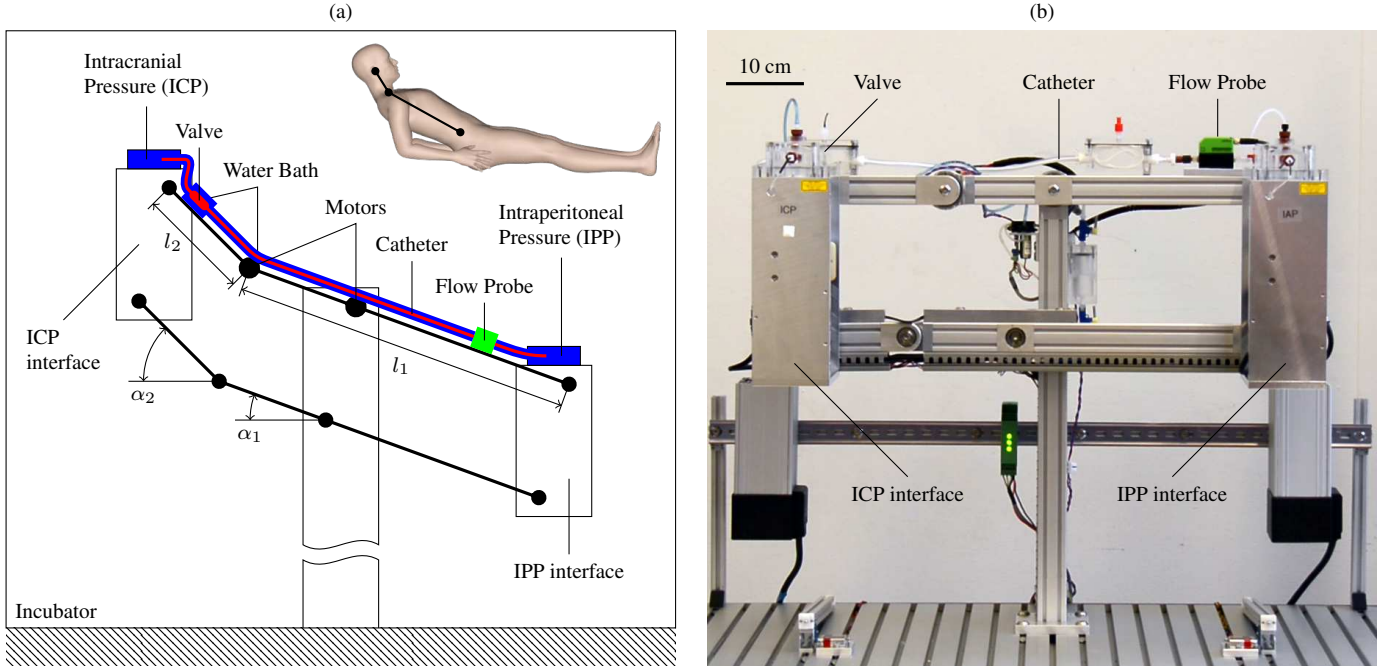 (a)
Intracranial
Pressure (ICP)
Valve
Water Bath
Motors
Intraperitoneal
Pressure (IPP)
Catheter
Flow Probe
l2
l1
ICP
interface
α2
α1
IPP interface
Incubator
(b)
10 cm
Valve
Catheter
Flow Probe
ICP
IAP
ICP interface
IPP interface